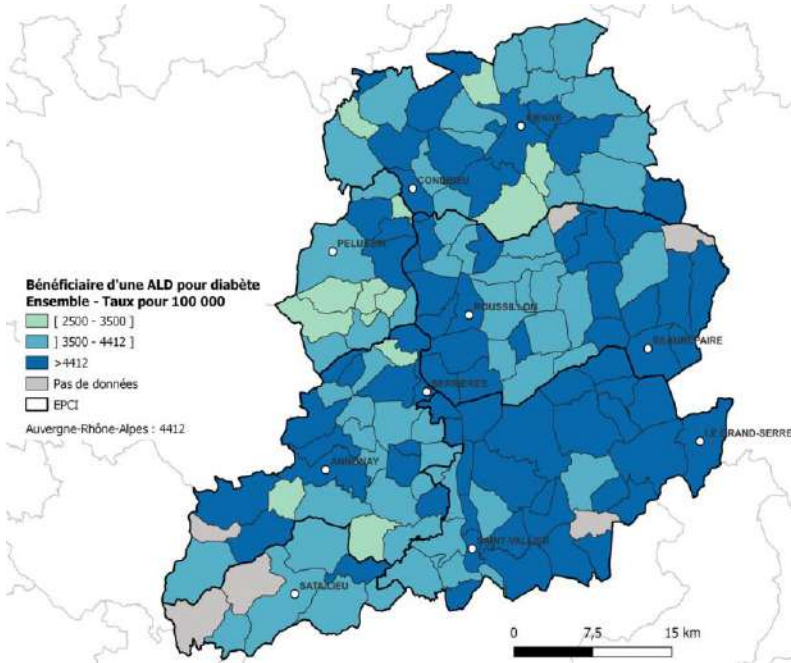 VIENNE
CONDRIEU
PELUSSIN
Bénéficiaire d'une ALD pour diabète
Ensemble - Taux pour 100 000
[ 2500 - 3500 ]
] 3500 - 4412 ]
>4412
Pas de données
EPCI
Auvergne-Rhône-Alpes : 4412
ROUSSILLON
BEAUREPAIRE
SERRIERES
LE GRAND-SERRE
ANNONAY
SAINT-VALLIER
SATILLIEU
0 7,5 15 km